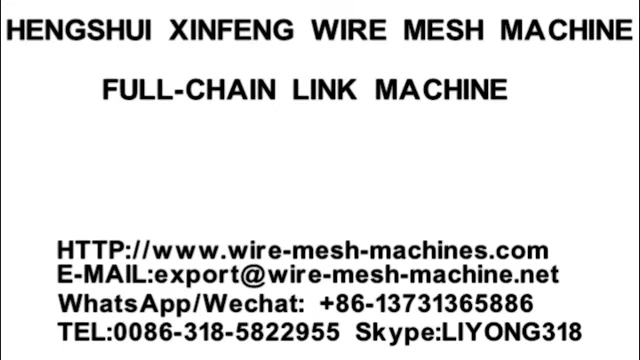 HENGSHUI XINFENG WIRE MESH MACHINE
FULL-CHAIN LINK MACHINE
HTTP://www.wire-mesh-machines.com
E-MAIL:export@wire-mesh-machine.net
WhatsApp/Wechat: +86-13731365886
TEL:0086-318-5822955 Skype:LIYONG318